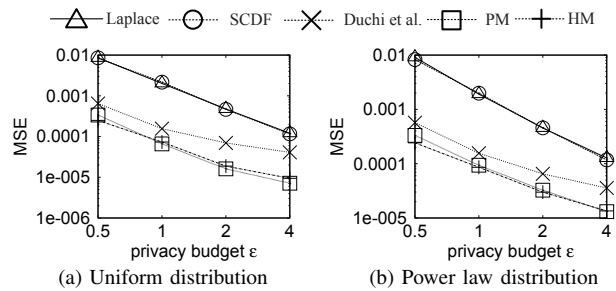 Laplace SCDF Duchi et al. PM HM
0.01
0.001
0.0001
1e-005
1e-006
MSE
0.5 1 2 4
privacy budget ε
(a) Uniform distribution
0.01
0.001
0.0001
1e-005
MSE
0.5 1 2 4
privacy budget ε
(b) Power law distribution